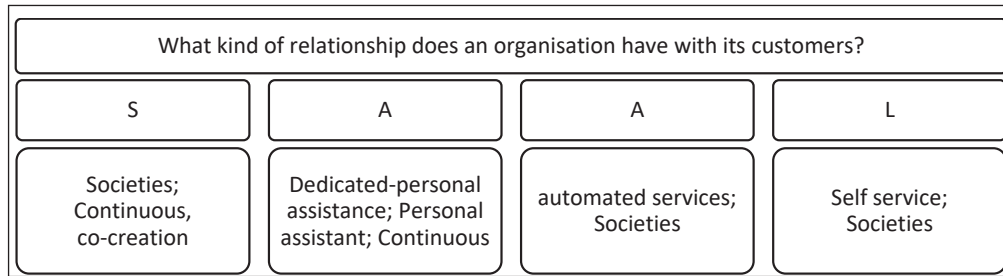 What kind of relationship does an organisation have with its customers?
S
A
A
L
Societies;
Continuous,
co-creation
Dedicated-personal
assistance; Personal
assistant; Continuous
automated services;
Societies
Self service;
Societies